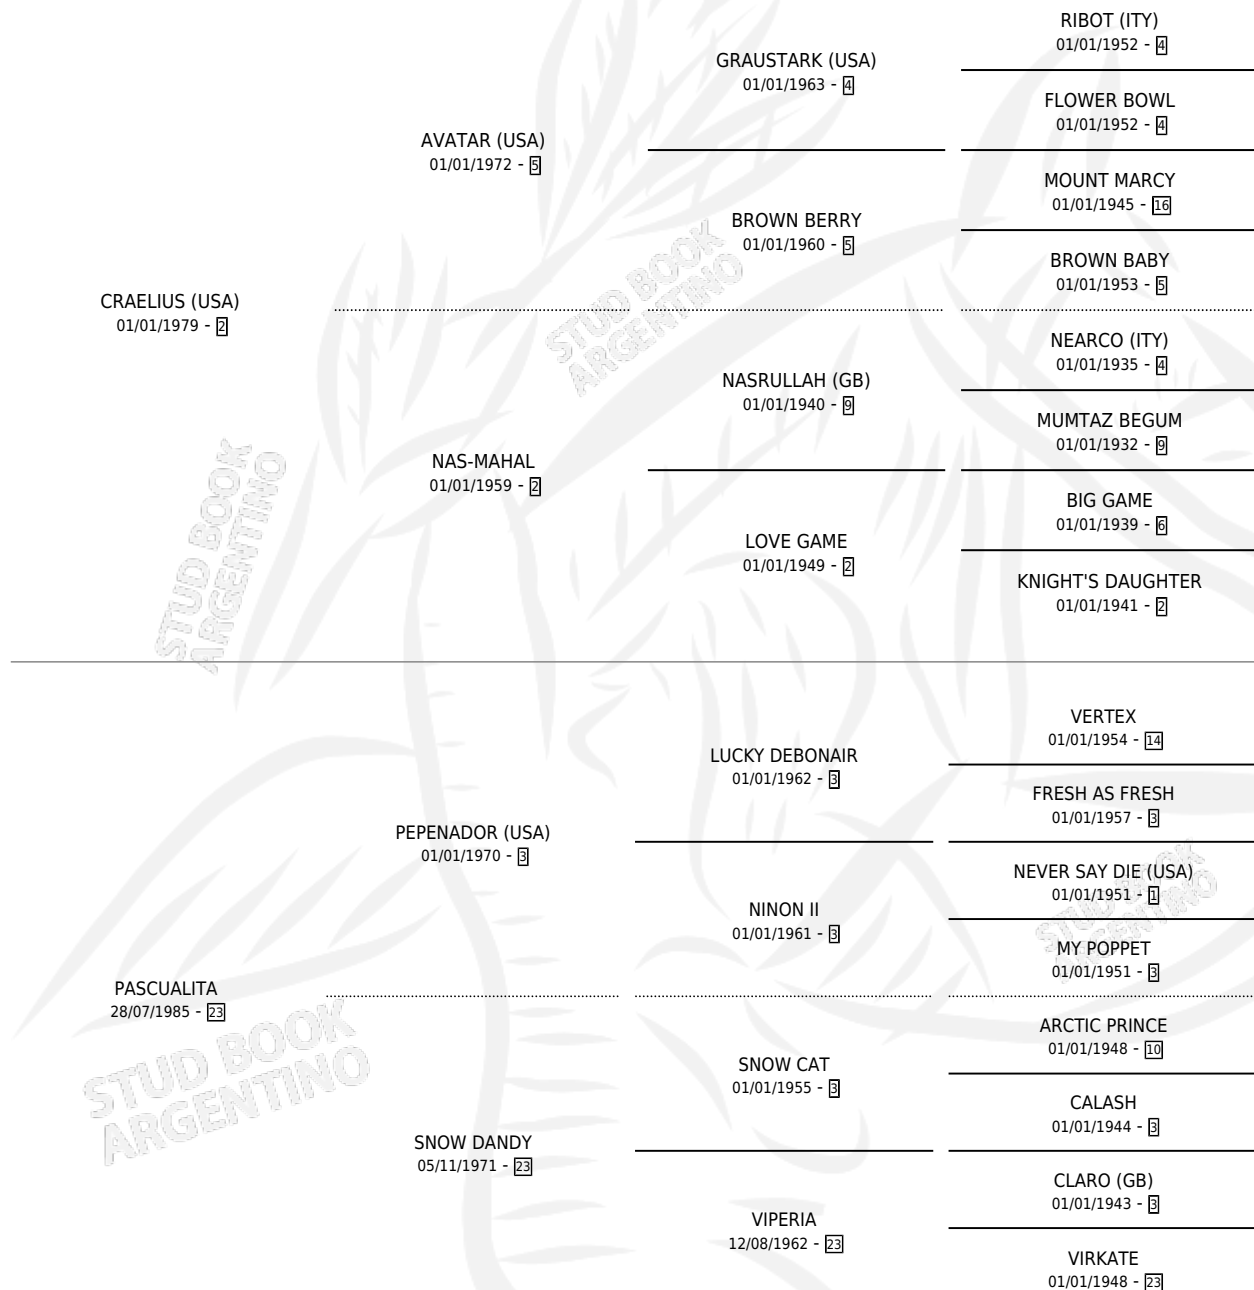 CRAELIUS (USA)
01/01/1979 - 2
AVATAR (USA)
01/01/1972 - 5
GRAUSTARK (USA)
01/01/1963 - 4
RIBOT (ITY)
01/01/1952 - 4
FLOWER BOWL
01/01/1952 - 4
BROWN BERRY
01/01/1960 - 5
MOUNT MARCY
01/01/1945 - 16
BROWN BABY
01/01/1953 - 5
NAS-MAHAL
01/01/1959 - 2
NASRULLAH (GB)
01/01/1940 - 9
NEARCO (ITY)
01/01/1935 - 4
MUMTAZ BEGUM
01/01/1932 - 9
LOVE GAME
01/01/1949 - 2
BIG GAME
01/01/1939 - 6
KNIGHT'S DAUGHTER
01/01/1941 - 2
PASCUALITA
28/07/1985 - 23
PEPENADOR (USA)
01/01/1970 - 3
LUCKY DEBONAIR
01/01/1962 - 3
VERTEX
01/01/1954 - 14
FRESH AS FRESH
01/01/1957 - 3
NINON II
01/01/1961 - 3
NEVER SAY DIE (USA)
01/01/1951 - 1
MY POPPET
01/01/1951 - 3
SNOW DANDY
05/11/1971 - 23
SNOW CAT
01/01/1955 - 3
ARCTIC PRINCE
01/01/1948 - 10
CALASH
01/01/1944 - 3
VIPERIA
12/08/1962 - 23
CLARO (GB)
01/01/1943 - 3
VIRKATE
01/01/1948 - 23
STUD BOOK
ARGENTINO
STUD BOOK
ARGENTINO
STUD BOOK
ARGENTINO
STUD BOOK
ARGENTINO